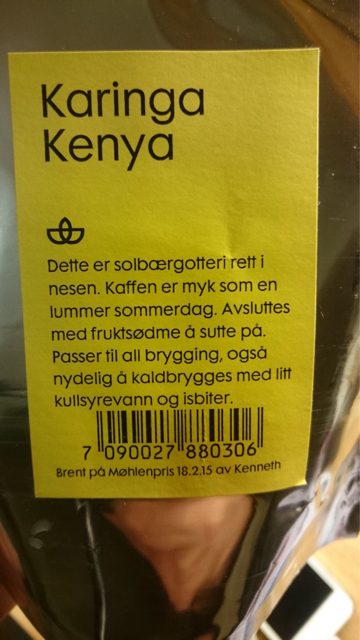 Karinga
Kenya
Dette er solbærgotteri rett i
nesen. Kaffen er myk som en
lummer sommerdag. Avsluttes
med fruktsødme å sutte på.
Passer til all brygging, også
nydelig å kaldbrygges med litt
kullsyrevann og isbiter.
7 090027 880306
Brent på Møhlenpris 18.2.15 av Kenneth